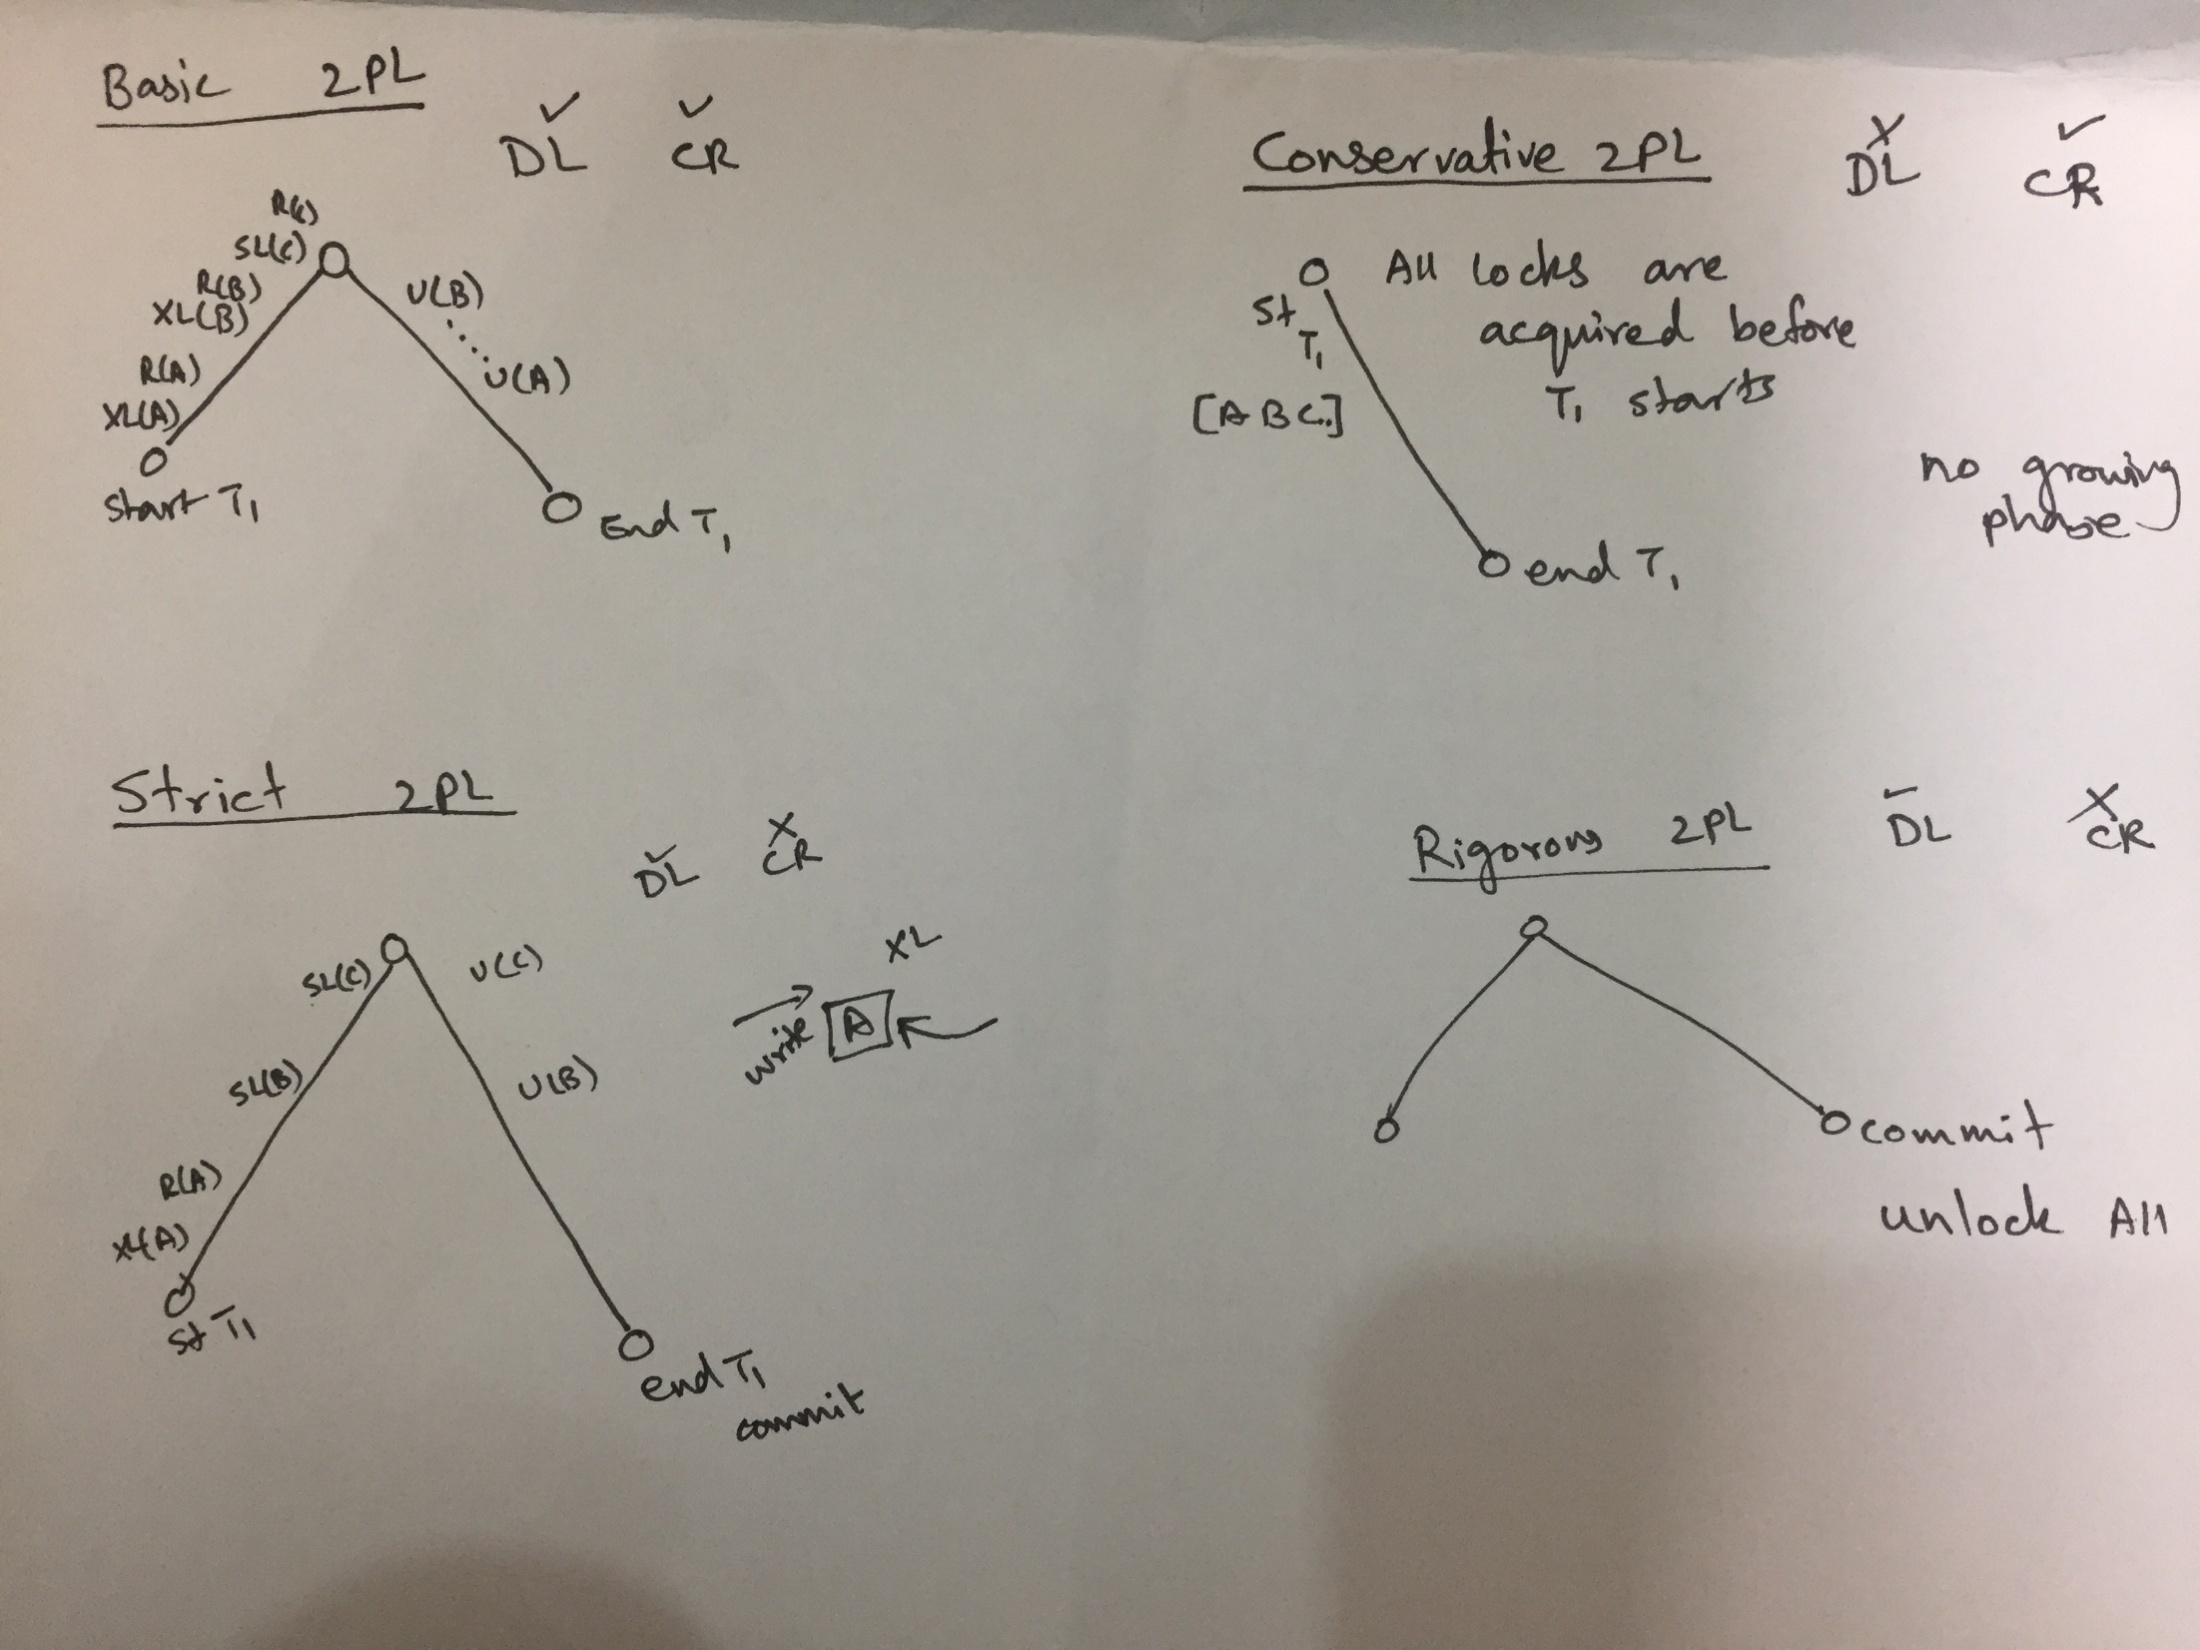 Basic 2PL
✓ ✓
DL CR
R(C)
SL(C)
R(B)
XL(B)
R(A)
XL(A)
start T1
U(B)
U(A)
End T1
Conservative 2PL
X ✓
DL CR
St
T1
[A B C.]
All locks are
acquired before
T1 starts
no growing
phase
end T1
Strict 2PL
✓ X
DL CR
SL(C)
SL(B)
R(A)
XL(A)
st T1
U(C)
U(B)
XL
write A
end T1
commit
Rigorous 2PL
✓ X
DL CR
commit
unlock All